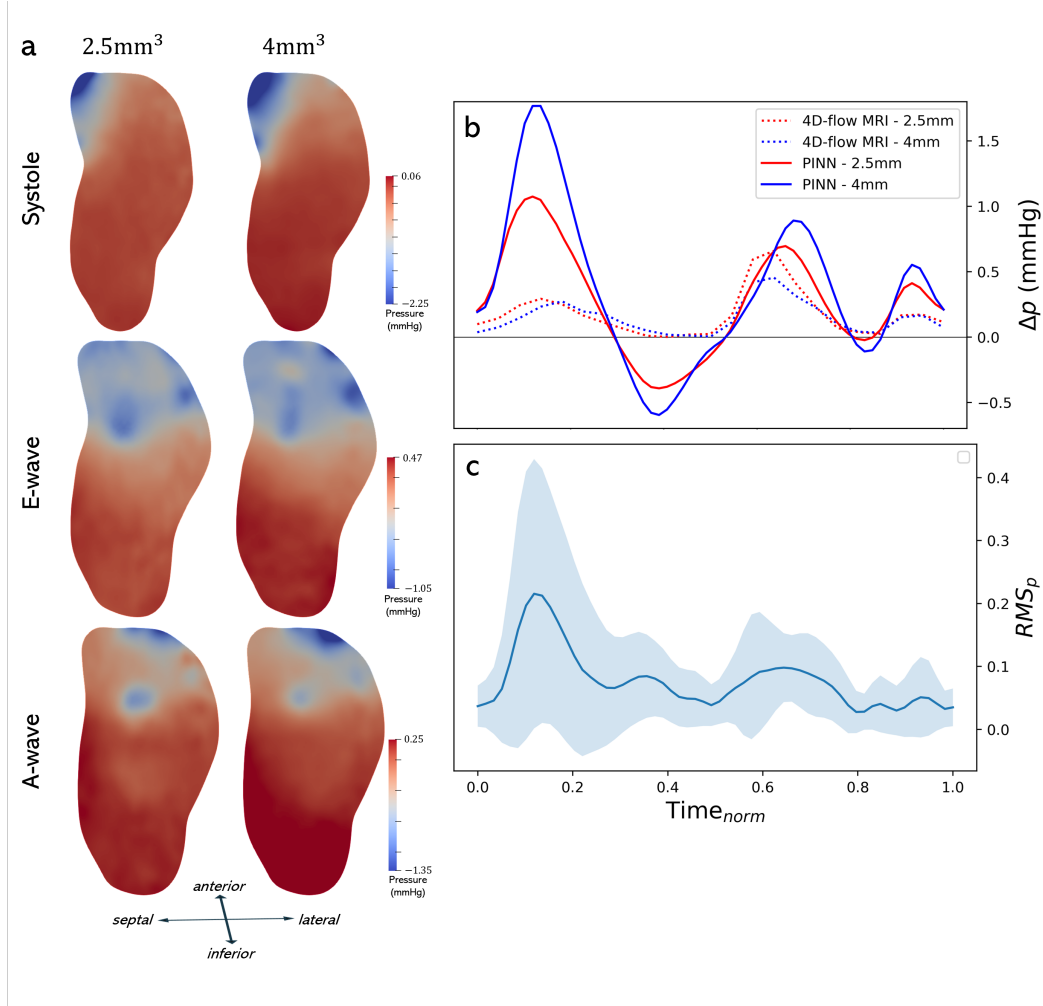 a
2.5mm³
4mm³
Systole
0.06
−2.25
Pressure
(mmHg)
E-wave
0.47
−1.05
Pressure
(mmHg)
A-wave
0.25
−1.35
Pressure
(mmHg)
anterior
septal
lateral
inferior
b
4D-flow MRI - 2.5mm
4D-flow MRI - 4mm
PINN - 2.5mm
PINN - 4mm
1.5
1.0
0.5
0.0
−0.5
Δp (mmHg)
c
0.4
0.3
0.2
0.1
0.0
RMSₚ
0.0 0.2 0.4 0.6 0.8 1.0
Time_norm